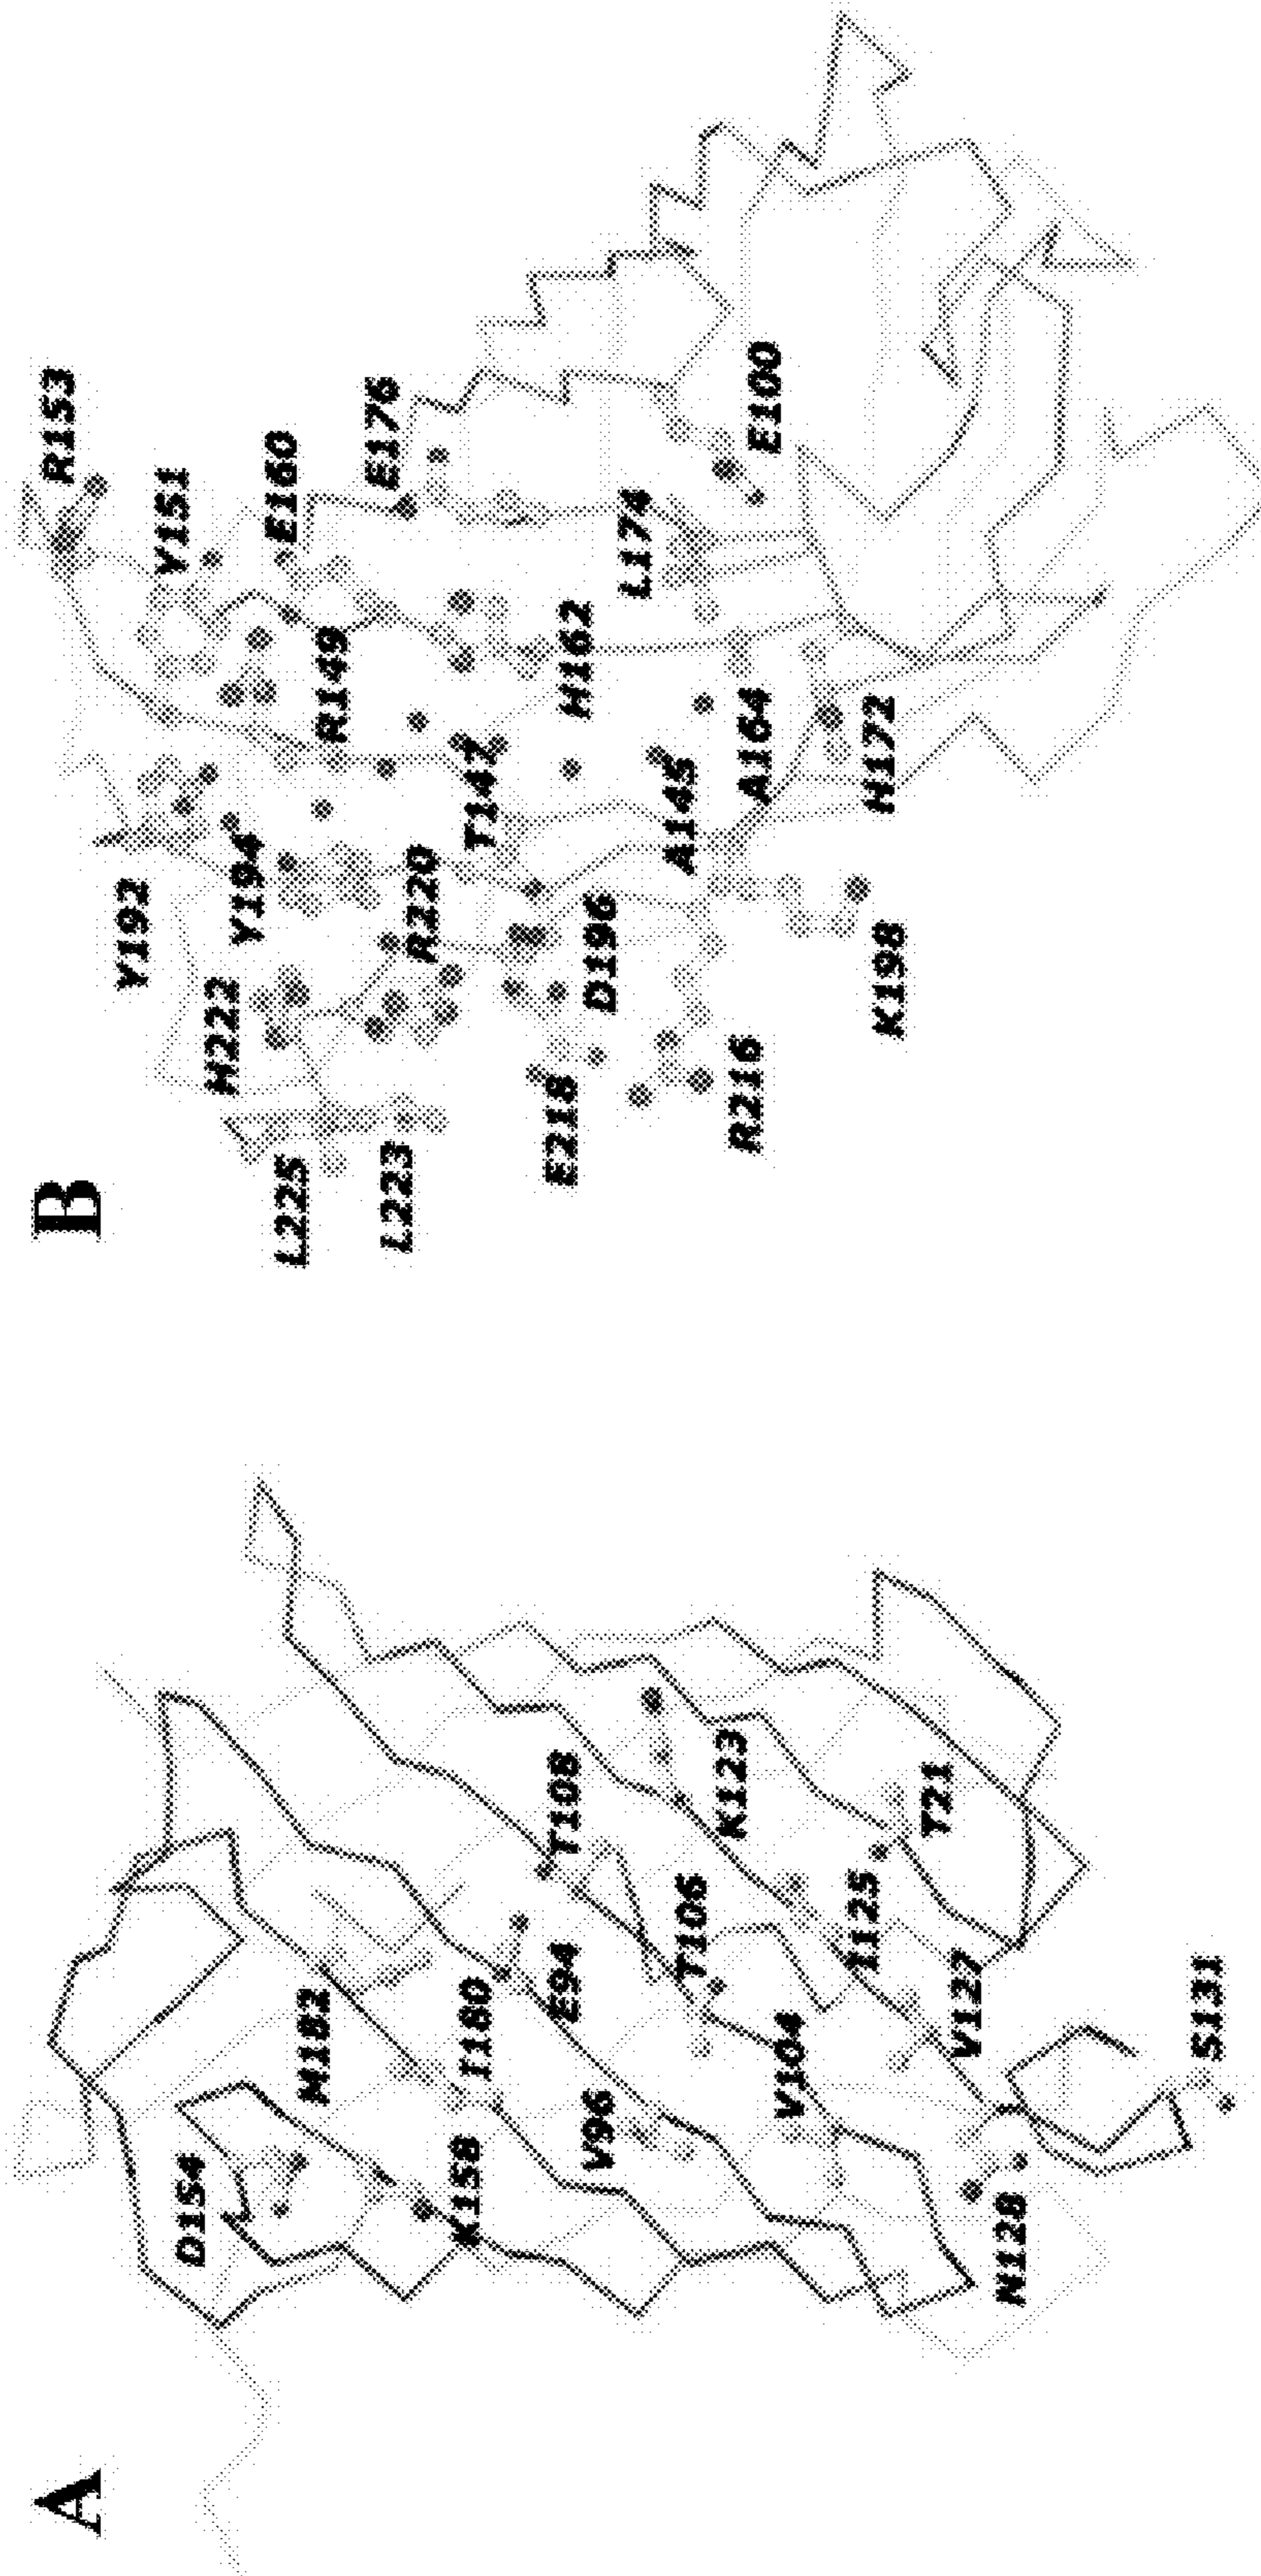 A
D154
M182
K158
I180
E94
T108
V96
T106
K123
V104
I125
T21
V127
N128
S131
B
R153
Y151
E160
E176
Y192
Y194
R149
H222
R220
T147
H162
L174
E100
L225
L223
D196
A145
A164
H172
E218
R216
K198